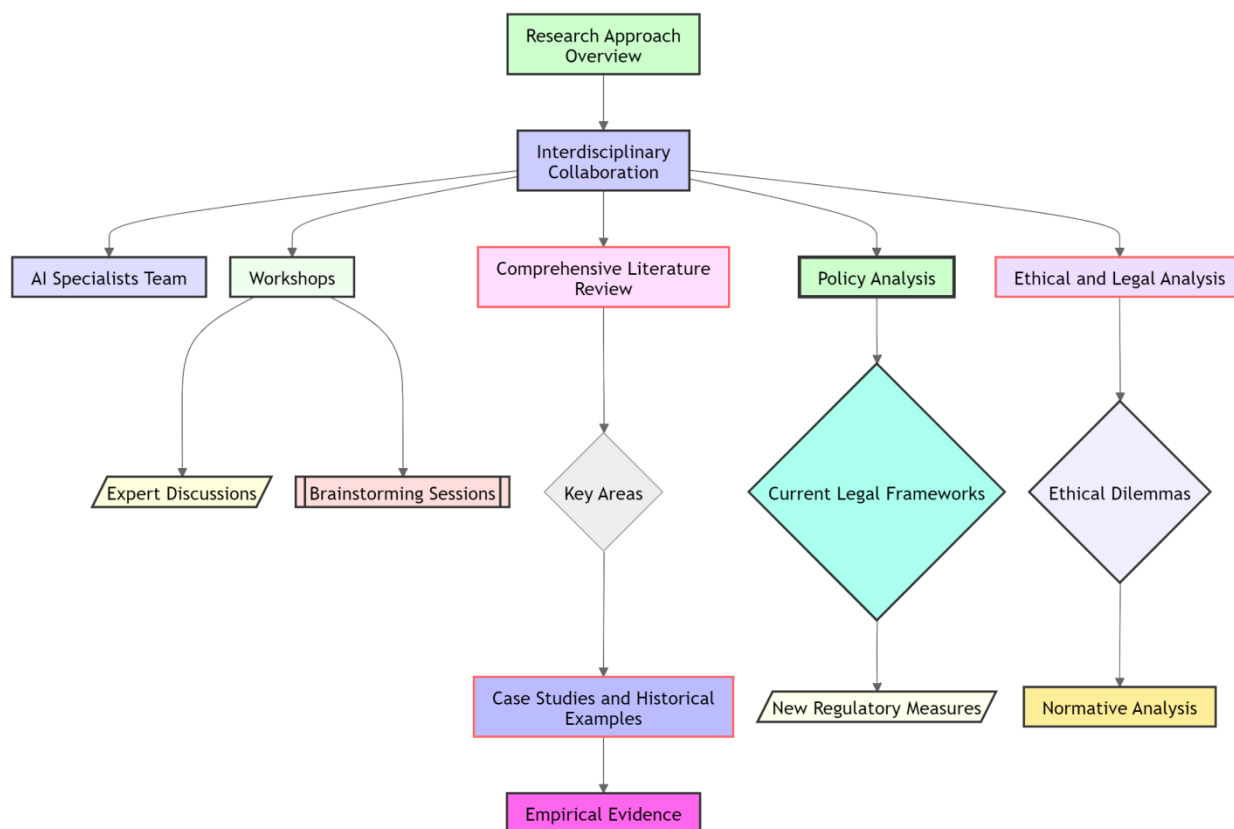 Research Approach
Overview
Interdisciplinary
Collaboration
AI Specialists Team
Workshops
Comprehensive Literature
Review
Policy Analysis
Ethical and Legal Analysis
Expert Discussions
Brainstorming Sessions
Key Areas
Current Legal Frameworks
Ethical Dilemmas
Case Studies and Historical
Examples
New Regulatory Measures
Normative Analysis
Empirical Evidence